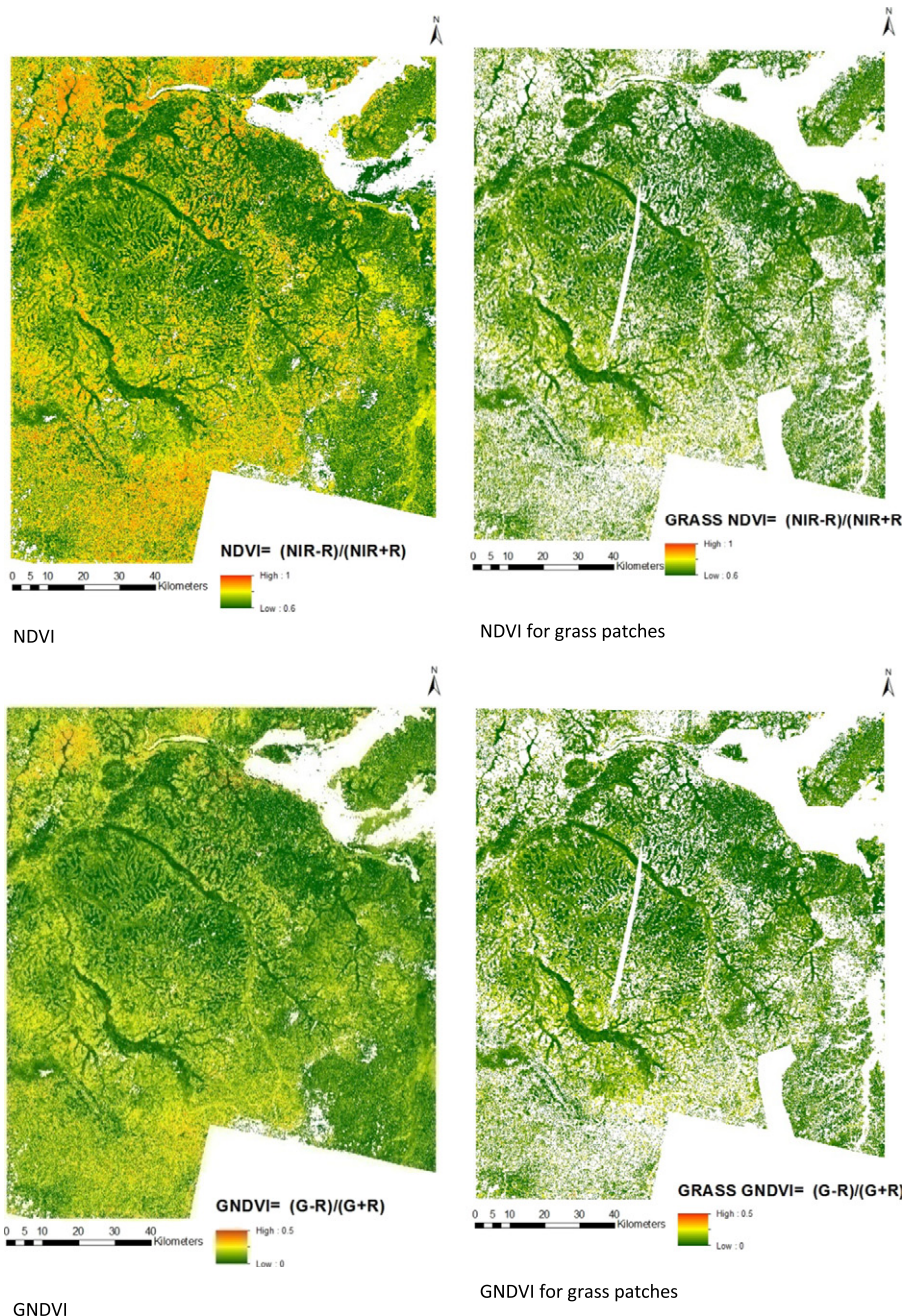 N
N
NDVI= (NIR-R)/(NIR+R)
0 5 10 20 30 40
Kilometers
High : 1
Low : 0.6
NDVI
GRASS NDVI= (NIR-R)/(NIR+R
0 5 10 20 30 40
Kilometers
High : 1
Low : 0.6
NDVI for grass patches
N
N
GNDVI= (G-R)/(G+R)
0 5 10 20 30 40
Kilometers
High : 0.5
Low : 0
GNDVI
GRASS GNDVI= (G-R)/(G+R)
0 5 10 20 30 40
Kilometers
High : 0.5
Low : 0
GNDVI for grass patches